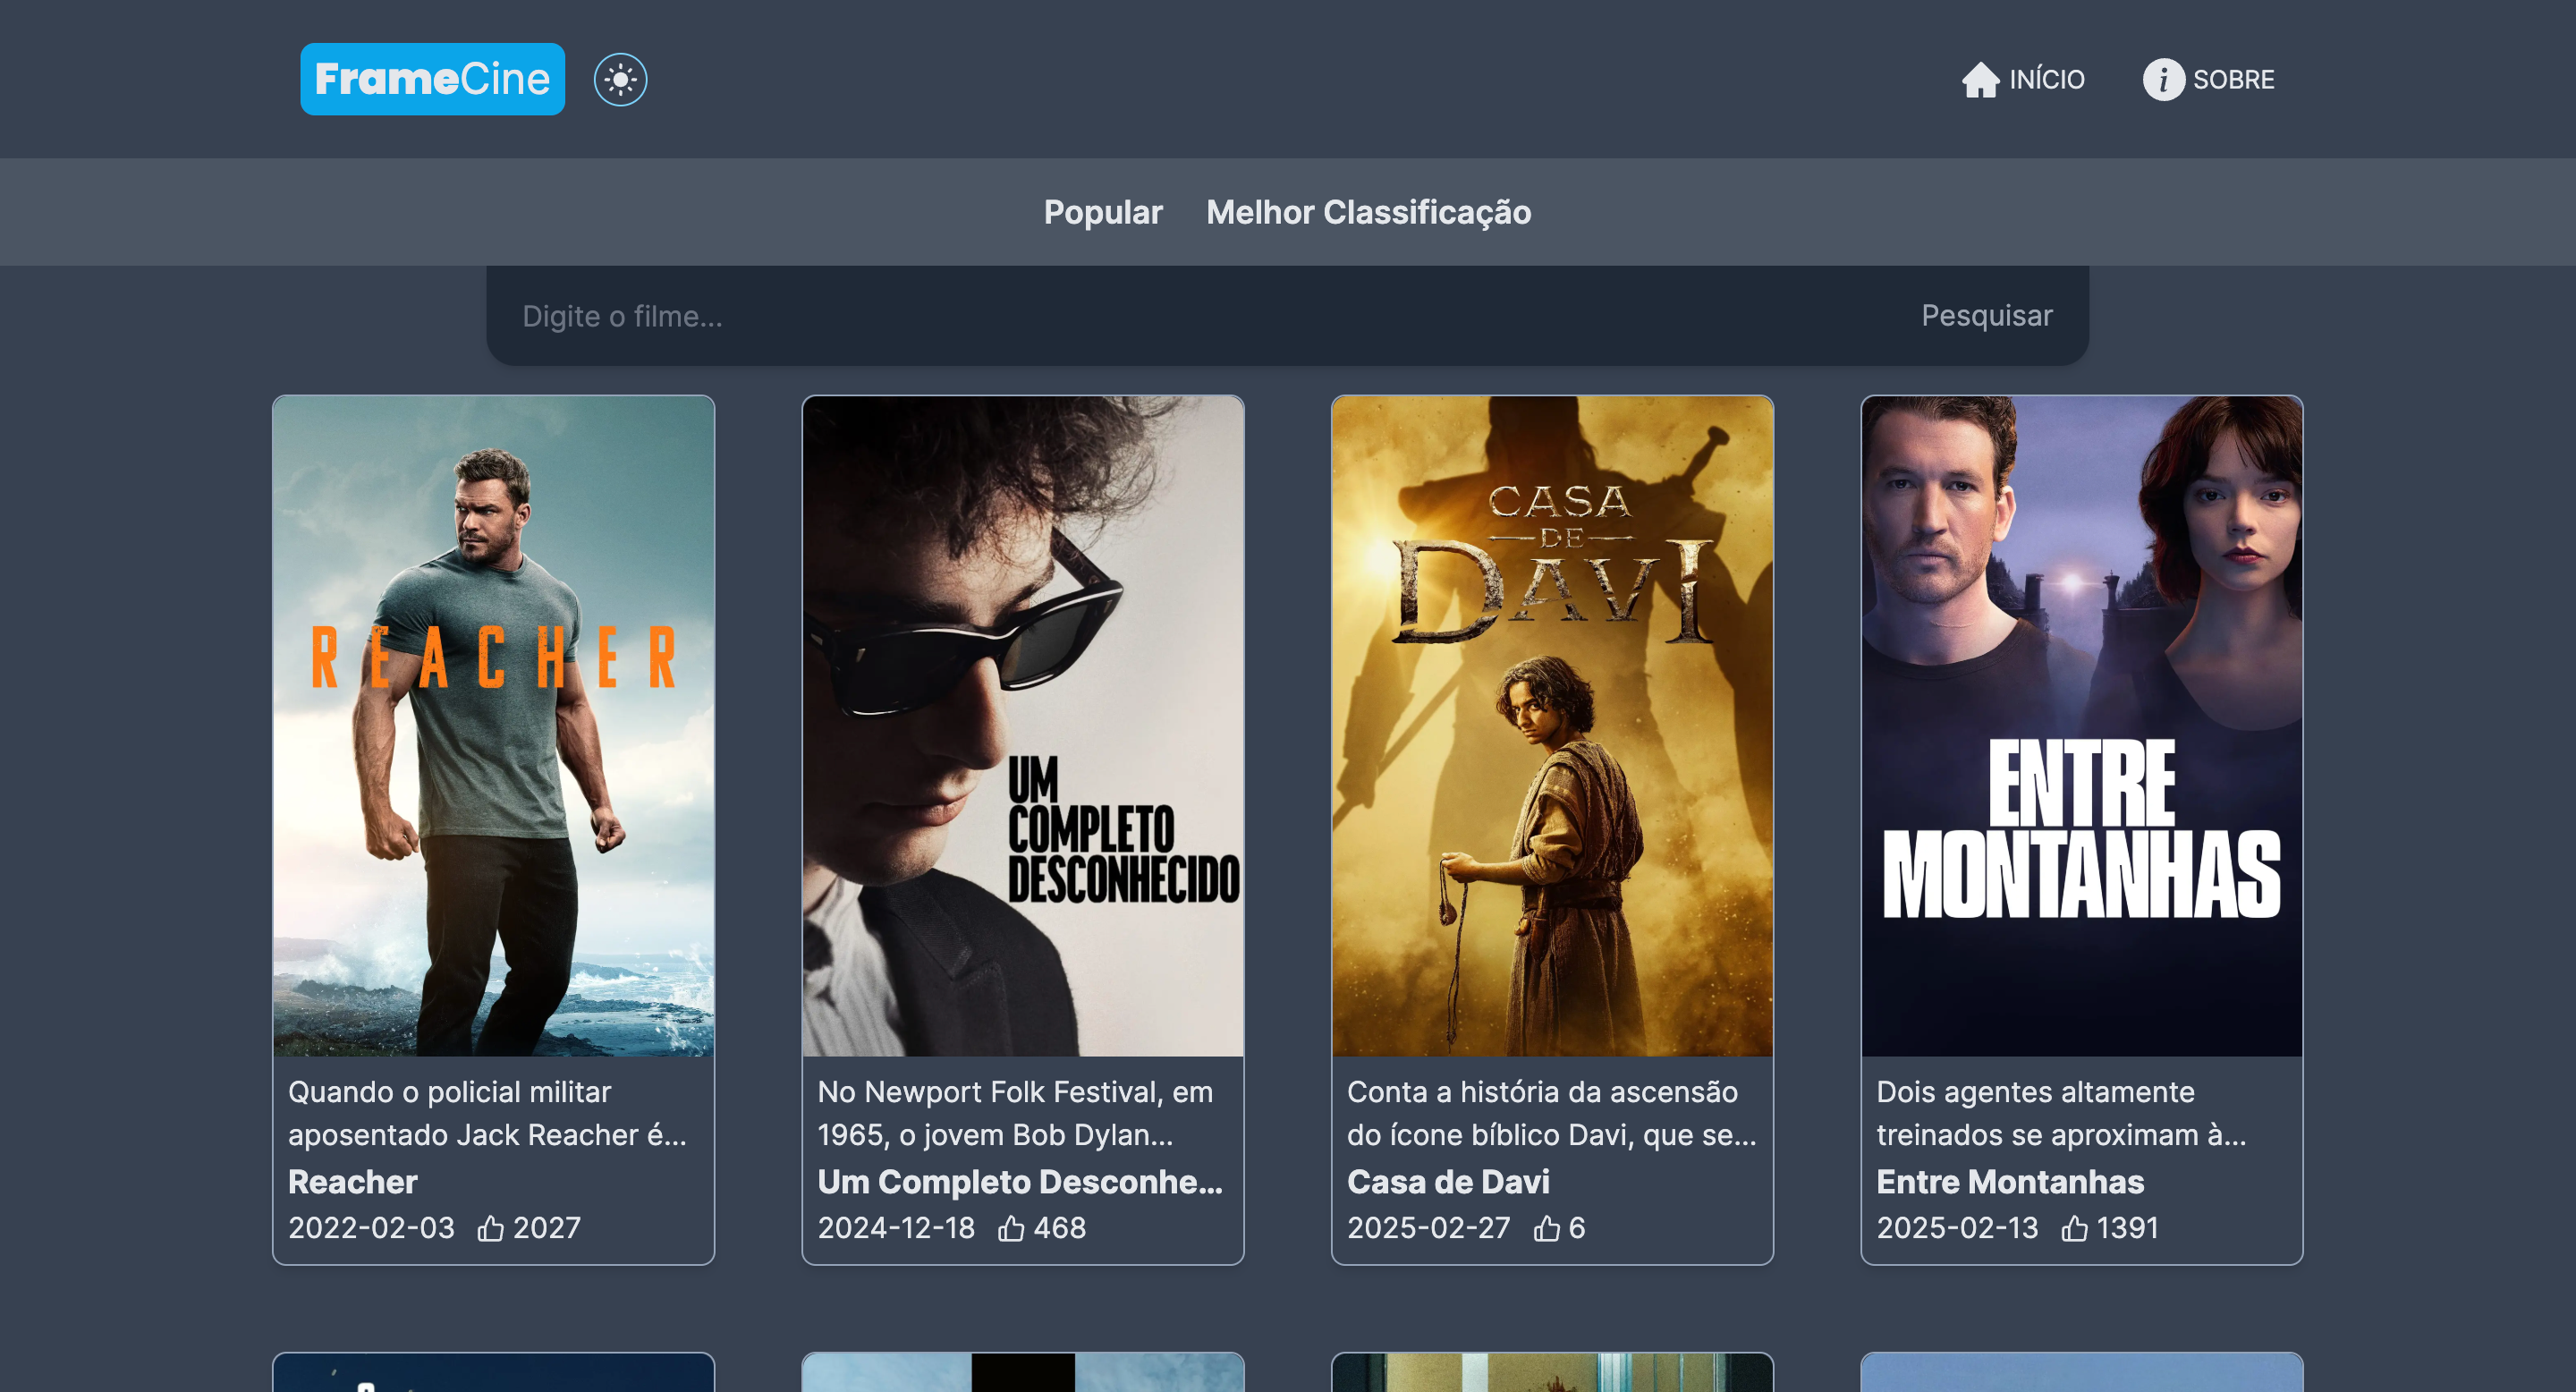 FrameCine
INÍCIO
SOBRE
Popular
Melhor Classificação
Digite o filme...
Pesquisar
REACHER
Quando o policial militar
aposentado Jack Reacher é...
Reacher
2022-02-03 2027
UM
COMPLETO
DESCONHECIDO
No Newport Folk Festival, em
1965, o jovem Bob Dylan...
Um Completo Desconhe...
2024-12-18 468
CASA
DE
DAVI
Conta a história da ascensão
do ícone bíblico Davi, que se...
Casa de Davi
2025-02-27 6
ENTRE
MONTANHAS
Dois agentes altamente
treinados se aproximam à...
Entre Montanhas
2025-02-13 1391